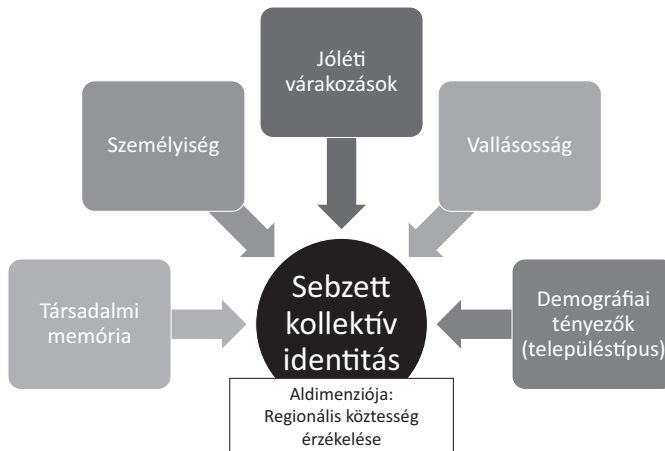 Jóléti
várakozások
Személyiség
Vallásosság
Társadalmi
memória
Sebzett
kollektív
identitás
Demográfiai
tényezők
(településtípus)
Aldimenziója:
Regionális köztesség
érzékelése